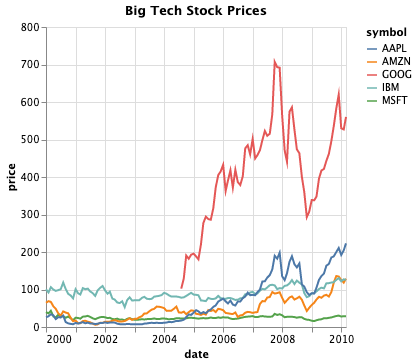 Big Tech Stock Prices
symbol
AAPL
AMZN
GOOG
IBM
MSFT
price
800
700
600
500
400
300
200
100
0
2000 2002 2004 2006 2008 2010
date